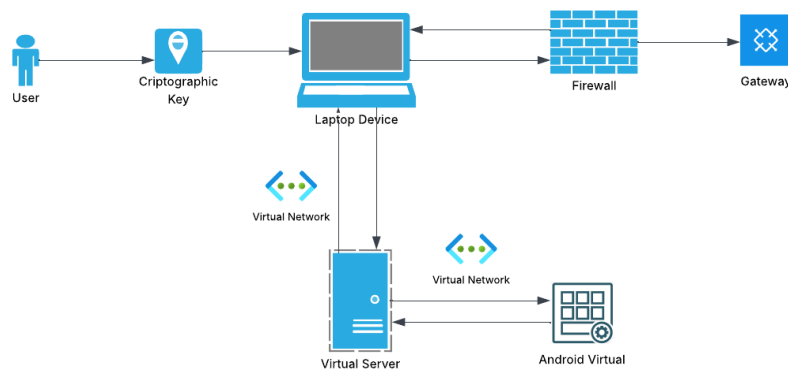 User
Criptographic
Key
Laptop Device
Firewall
Gateway
Virtual Network
Virtual Network
Virtual Server
Android Virtual